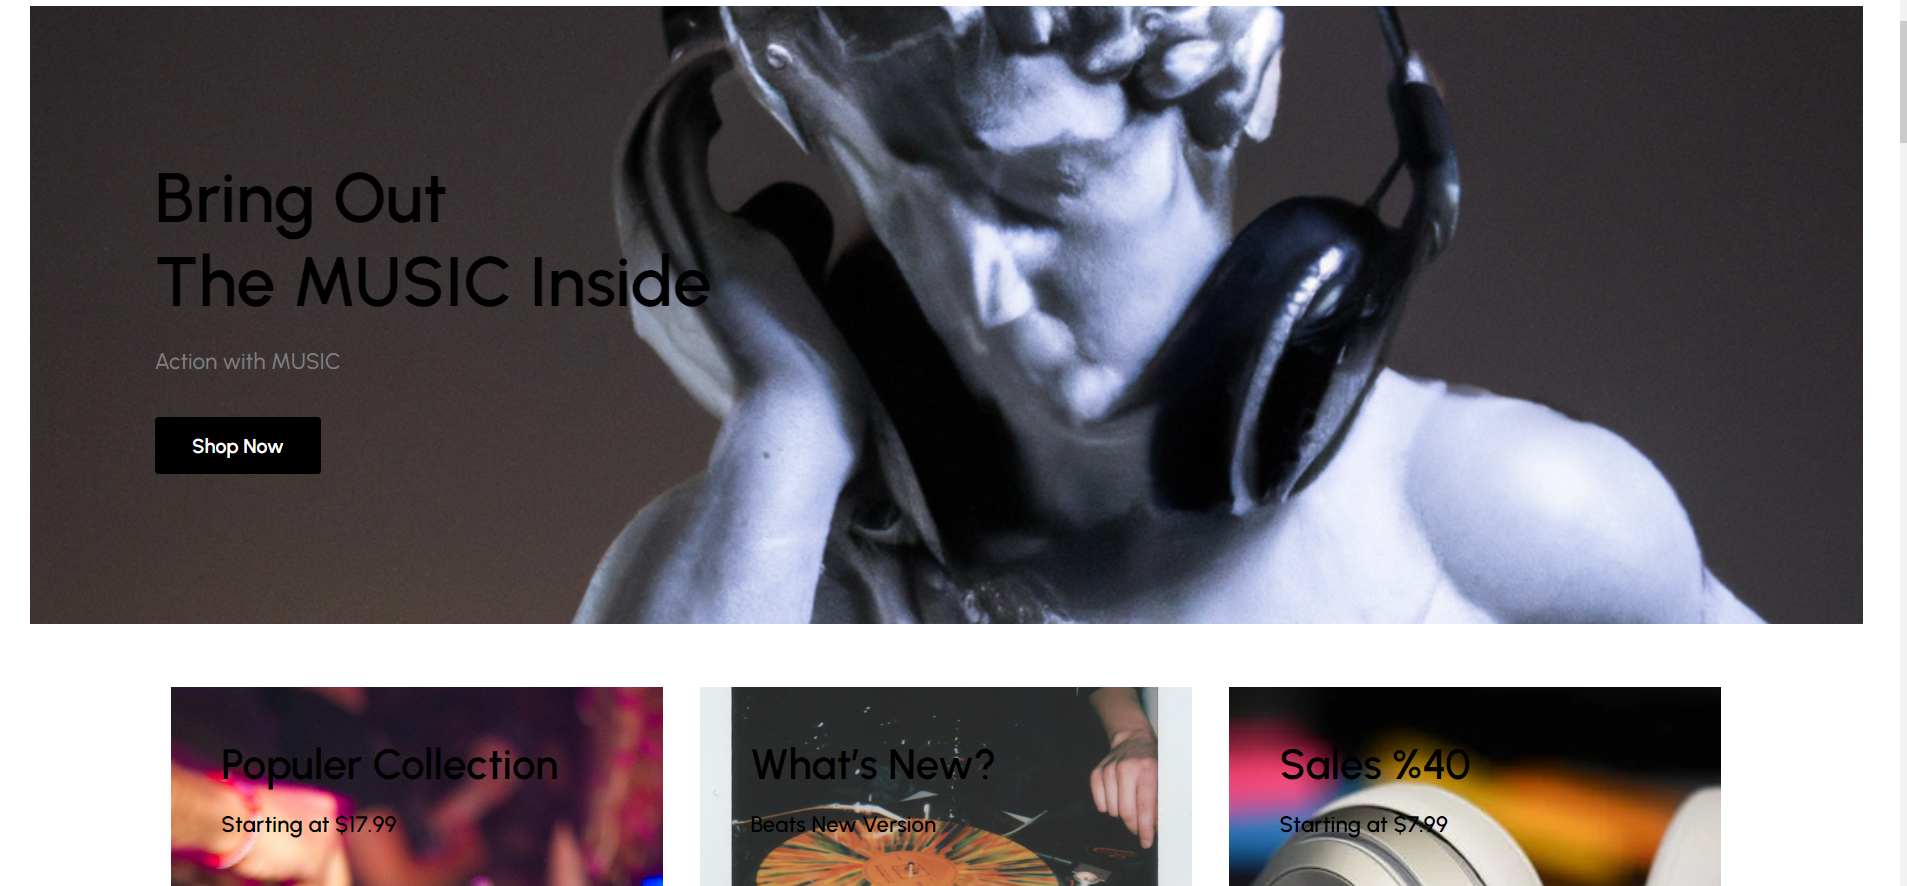 Bring Out
The MUSIC Inside
Action with MUSIC
Shop Now
Populer Collection
Starting at $17.99
What's New?
Beats New Version
Sales %40
Starting at $7.99